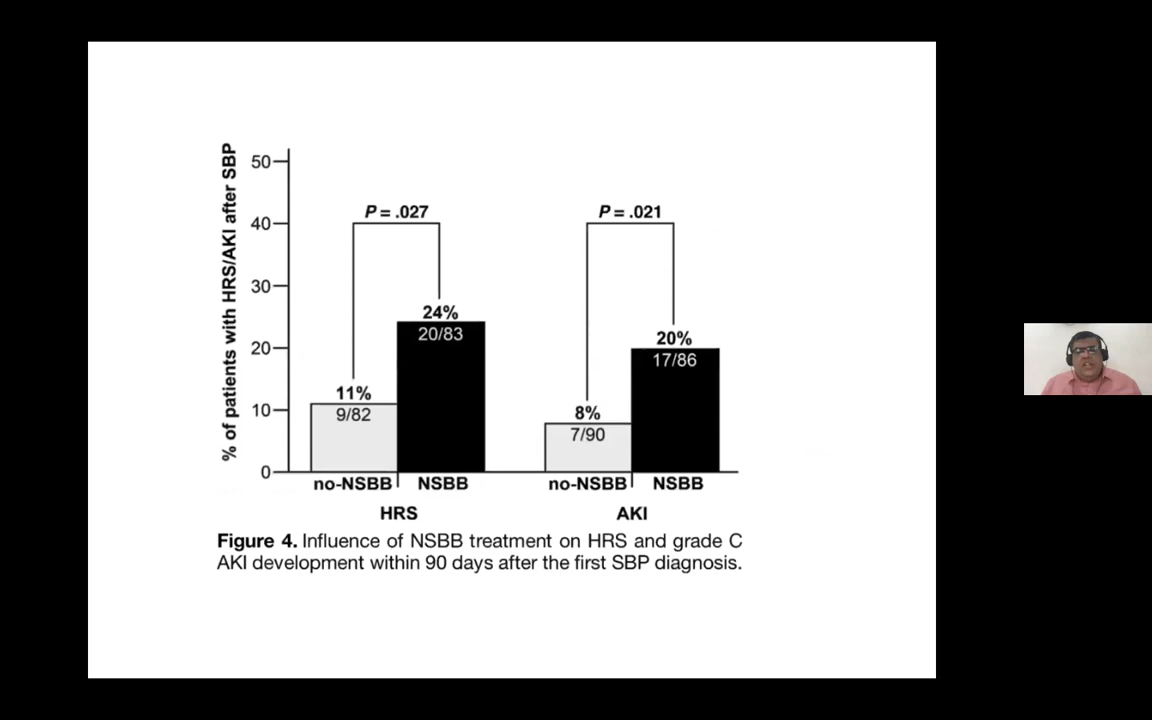 % of patients with HRS/AKI after SBP
50
40
30
20
10
0
P = .027
P = .021
24%
20/83
20%
17/86
11%
9/82
8%
7/90
no-NSBB NSBB
no-NSBB NSBB
HRS
AKI
Figure 4. Influence of NSBB treatment on HRS and grade C
AKI development within 90 days after the first SBP diagnosis.